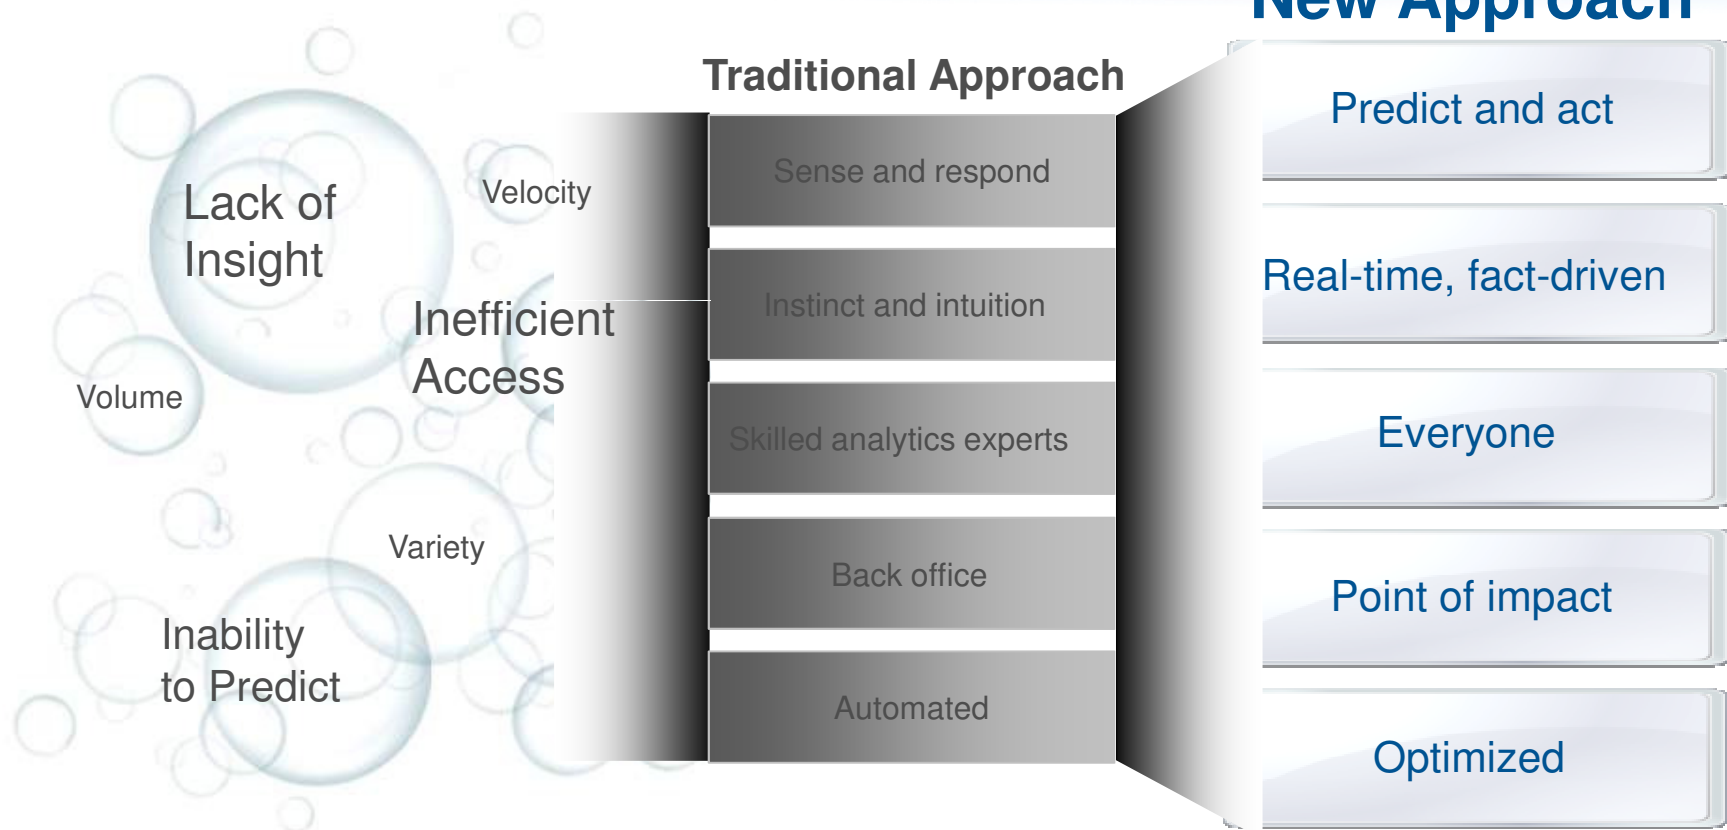 New Approach
Traditional Approach
Lack of
Insight
Velocity
Inefficient
Access
Volume
Variety
Inability
to Predict
Sense and respond
Instinct and intuition
Skilled analytics experts
Back office
Automated
Predict and act
Real-time, fact-driven
Everyone
Point of impact
Optimized